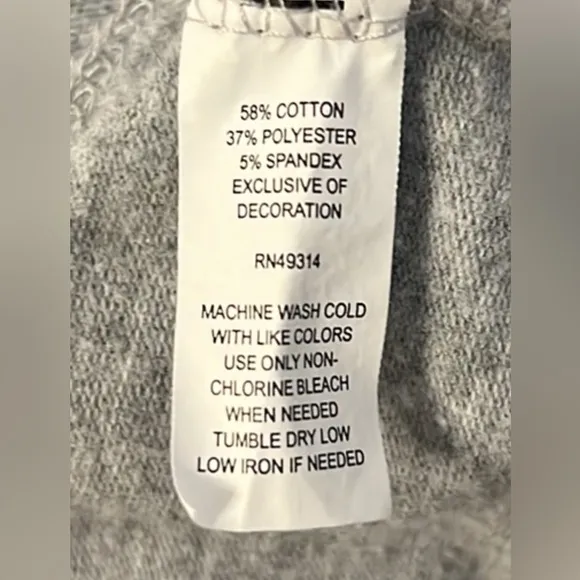 58% COTTON
37% POLYESTER
5% SPANDEX
EXCLUSIVE OF
DECORATION
RN49314
MACHINE WASH COLD
WITH LIKE COLORS
USE ONLY NON-
CHLORINE BLEACH
WHEN NEEDED
TUMBLE DRY LOW
LOW IRON IF NEEDED